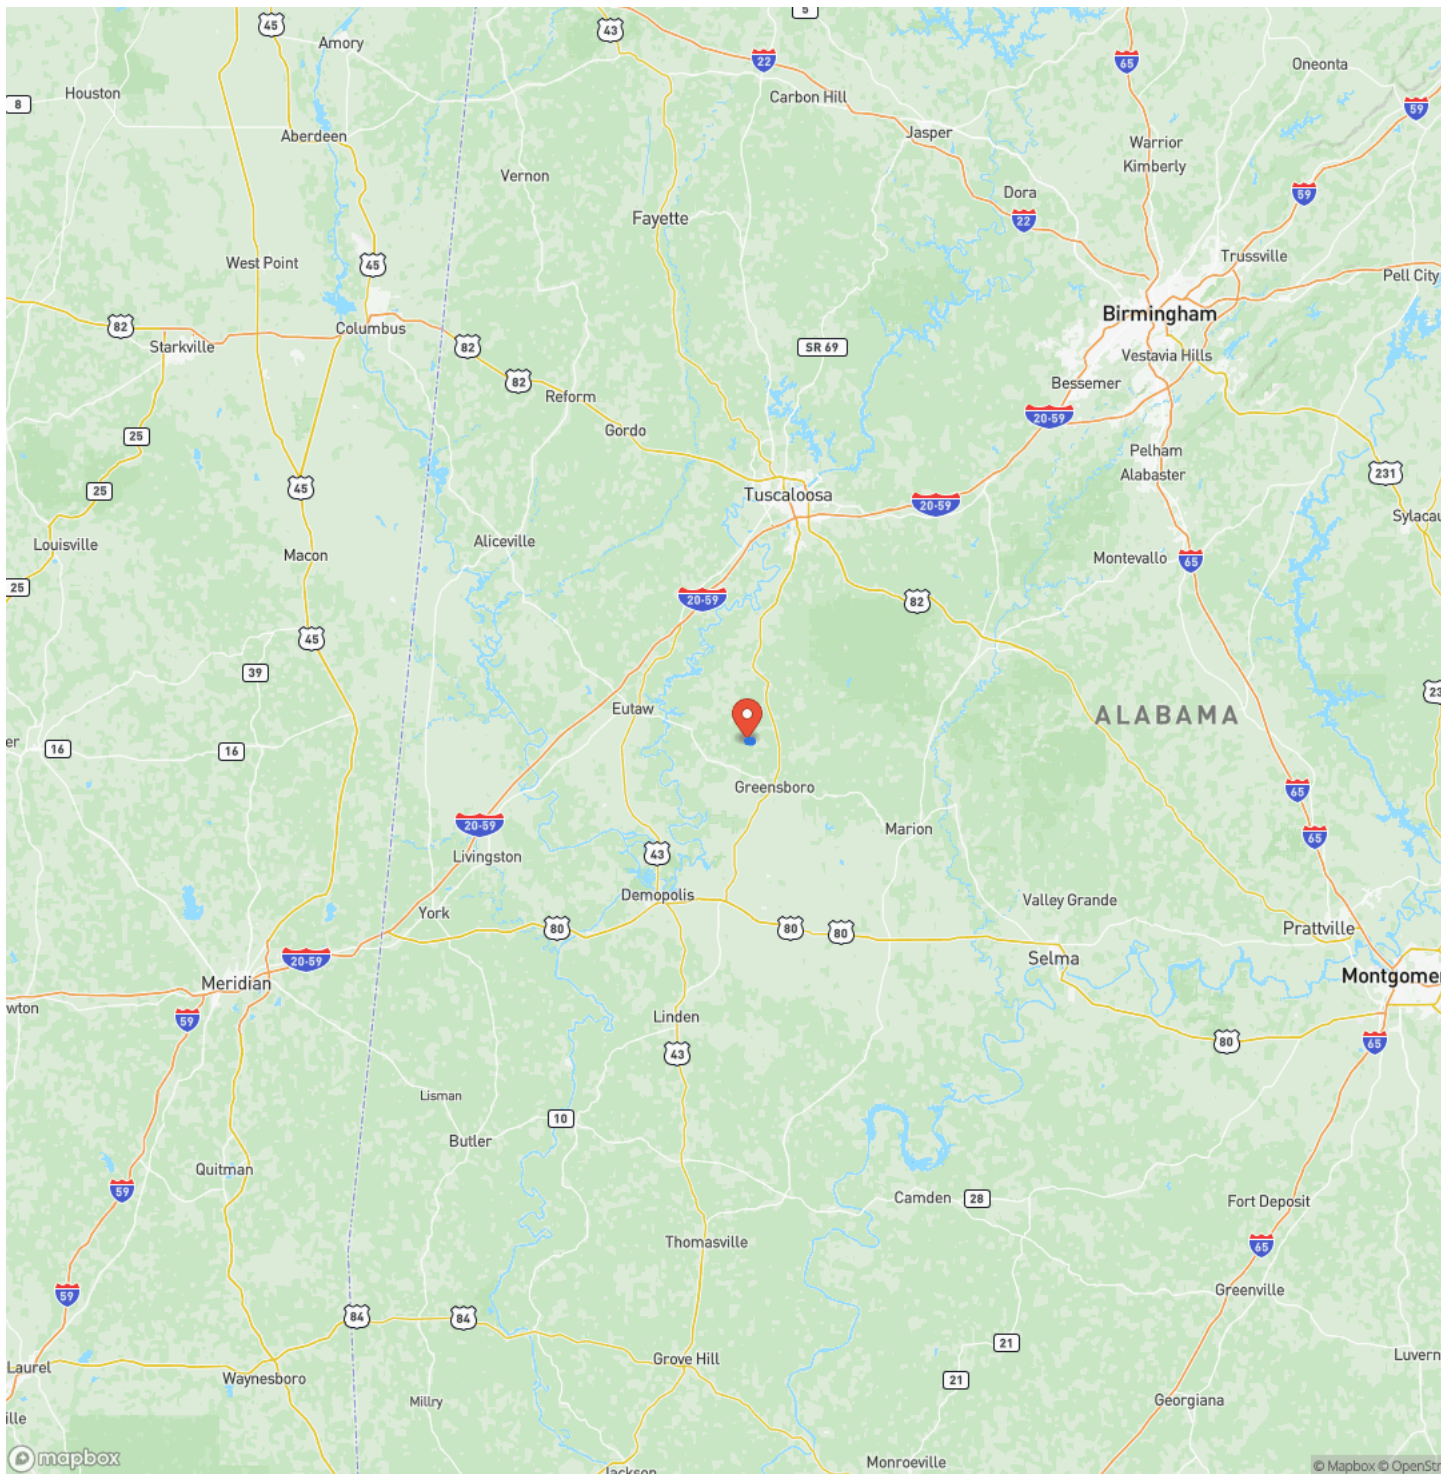 5
45
43
Amory
22
65
Oneonta
Houston
8
Carbon Hill
59
Aberdeen
Jasper
Warrior
Kimberly
Vernon
Dora
59
Fayette
22
Trussville
West Point
45
Pell City
Birmingham
82
Columbus
82
SR 69
Starkville
Vestavia Hills
82
Reform
Bessemer
20-59
Gordo
25
Pelham
Alabaster
231
25
45
Tuscaloosa
20-59
Sylacau
Louisville
Aliceville
Macon
Montevallo
65
25
20-59
82
45
39
23
Eutaw
ALABAMA
er
16
16
Greensboro
65
20-59
Marion
65
43
Livingston
Demopolis
Valley Grande
York
80
80
80
Prattville
20-59
Selma
Meridian
Montgomer
wton
59
Linden
43
80
65
Lisman
10
Butler
Quitman
59
Camden
28
Fort Deposit
Thomasville
65
59
Greenville
84
84
21
Laurel
Grove Hill
Luvern
Waynesboro
21
Millry
Georgiana
ille
mapbox
Monroeville
Jackson
© Mapbox © OpenStr